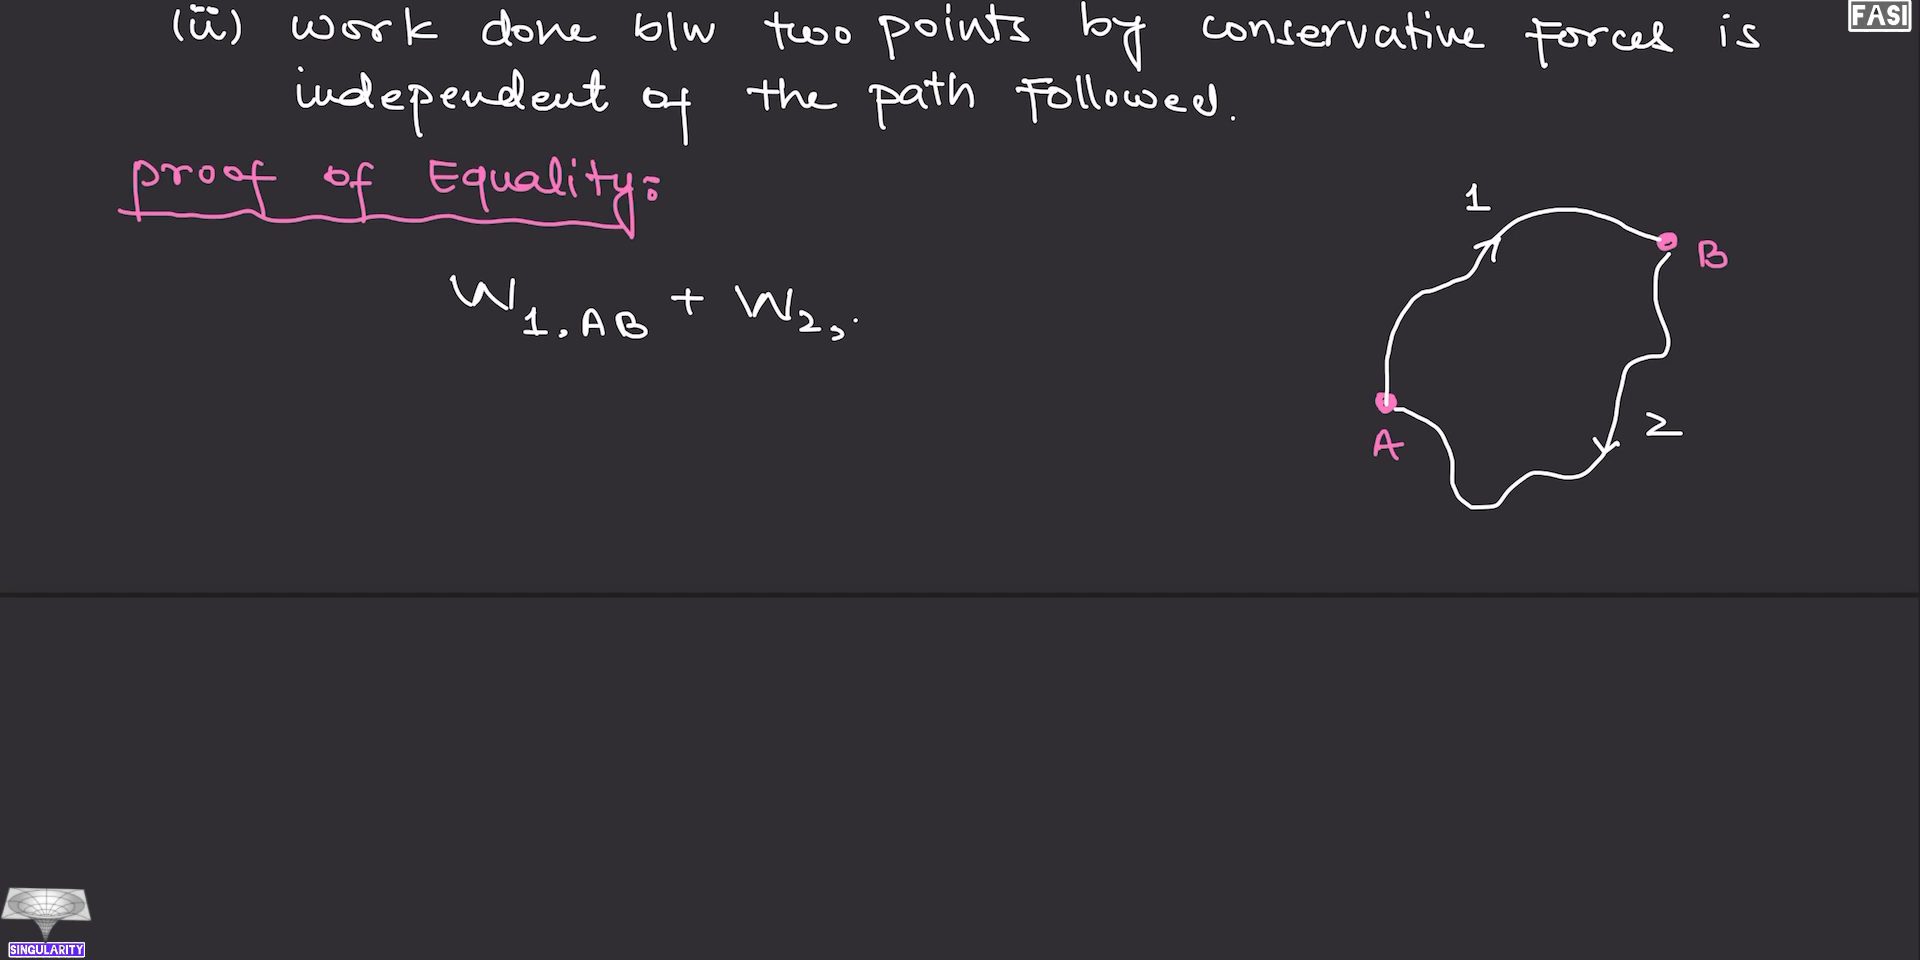 (ii) work done b/w two points by conservative Forces is
independent of the path Followed.
FASI
Proof of Equality:
W1,AB + W2,
1
B
A
2
SINGULARITY